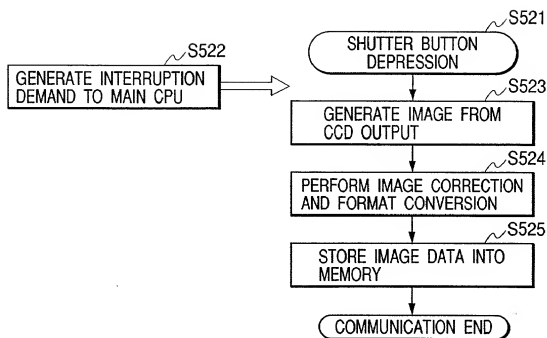 S521
SHUTTER BUTTON
DEPRESSION
S522
GENERATE INTERRUPTION
DEMAND TO MAIN CPU
S523
GENERATE IMAGE FROM
CCD OUTPUT
S524
PERFORM IMAGE CORRECTION
AND FORMAT CONVERSION
S525
STORE IMAGE DATA INTO
MEMORY
COMMUNICATION END